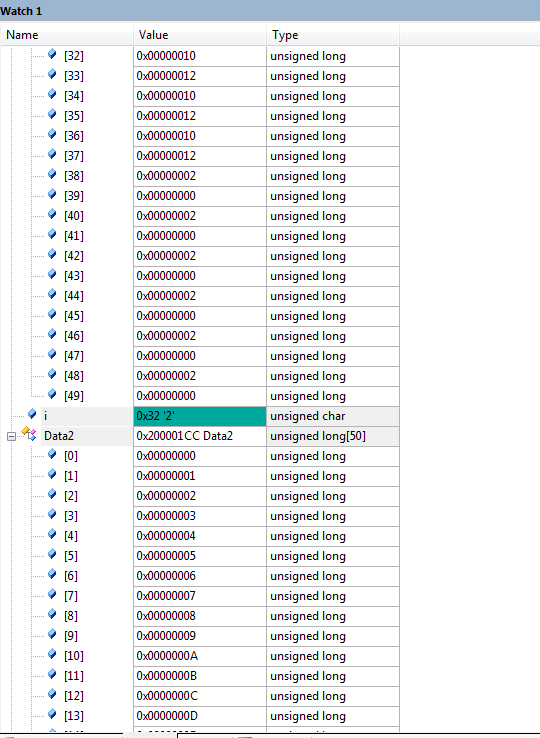 Watch 1
Name Value Type
[32] 0x00000010 unsigned long
[33] 0x00000012 unsigned long
[34] 0x00000010 unsigned long
[35] 0x00000012 unsigned long
[36] 0x00000010 unsigned long
[37] 0x00000012 unsigned long
[38] 0x00000002 unsigned long
[39] 0x00000000 unsigned long
[40] 0x00000002 unsigned long
[41] 0x00000000 unsigned long
[42] 0x00000002 unsigned long
[43] 0x00000000 unsigned long
[44] 0x00000002 unsigned long
[45] 0x00000000 unsigned long
[46] 0x00000002 unsigned long
[47] 0x00000000 unsigned long
[48] 0x00000002 unsigned long
[49] 0x00000000 unsigned long
i 0x32 '2' unsigned char
Data2 0x200001CC Data2 unsigned long[50]
[0] 0x00000000 unsigned long
[1] 0x00000001 unsigned long
[2] 0x00000002 unsigned long
[3] 0x00000003 unsigned long
[4] 0x00000004 unsigned long
[5] 0x00000005 unsigned long
[6] 0x00000006 unsigned long
[7] 0x00000007 unsigned long
[8] 0x00000008 unsigned long
[9] 0x00000009 unsigned long
[10] 0x0000000A unsigned long
[11] 0x0000000B unsigned long
[12] 0x0000000C unsigned long
[13] 0x0000000D unsigned long